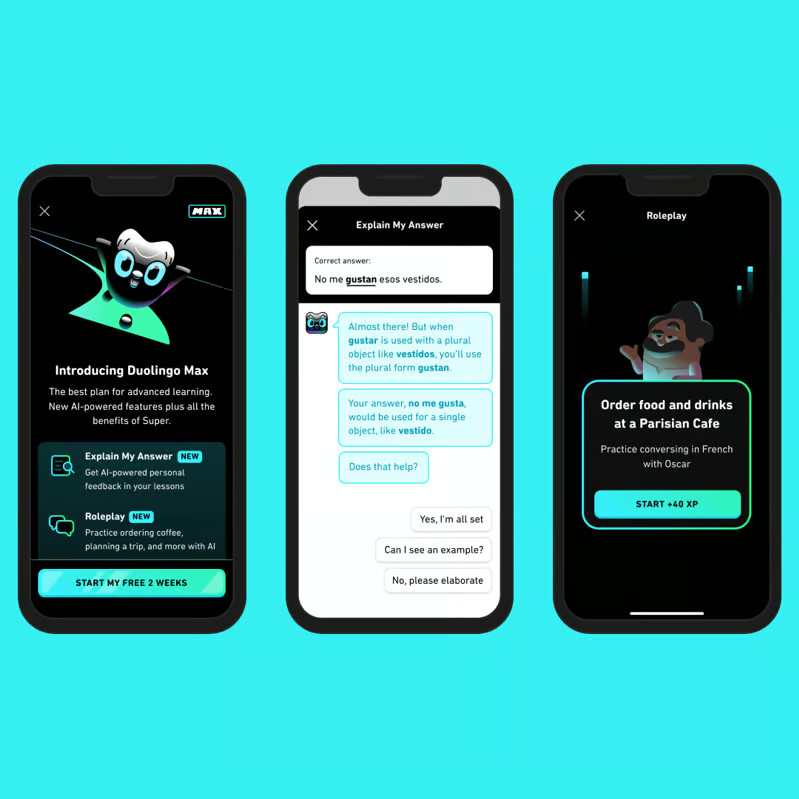 MAX
Introducing Duolingo Max
The best plan for advanced learning.
New AI-powered features plus all the
benefits of Super.
Explain My Answer NEW
Get AI-powered personal
feedback in your lessons
Roleplay NEW
Practice ordering coffee,
planning a trip, and more with AI
START MY FREE 2 WEEKS
Explain My Answer
Correct answer:
No me gustan esos vestidos.
Almost there! But when
gustar is used with a plural
object like vestidos, you'll use
the plural form gustan.
Your answer, no me gusta,
would be used for a single
object, like vestido.
Does that help?
Yes, I'm all set
Can I see an example?
No, please elaborate
Roleplay
Order food and drinks
at a Parisian Cafe
Practice conversing in French
with Oscar
START +40 XP